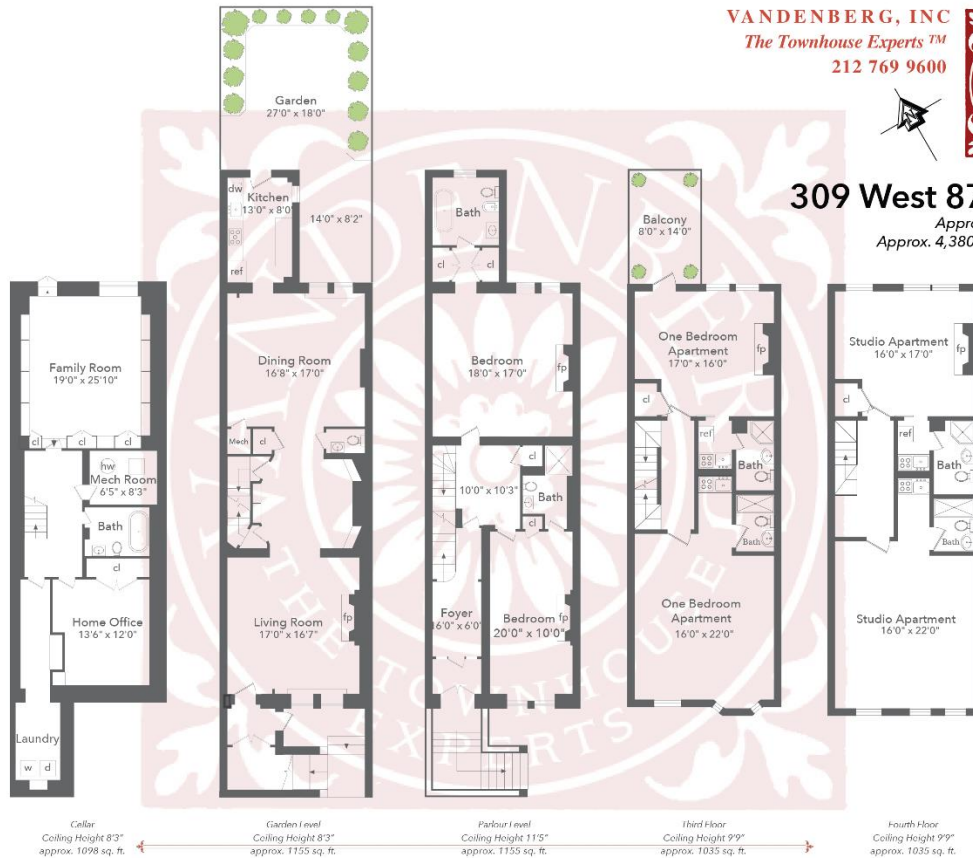 VANDENBERG, INC
The Townhouse Experts ™
212 769 9600
309 West 87
Appro
Approx. 4,380
Garden
27'0" x 18'0"
dw
Kitchen
13'0" x 8'0"
ref
14'0" x 8'2"
Bath
cl
cl
Balcony
8'0" x 14'0"
Family Room
19'0" x 25'10"
cl
cl
cl
Dining Room
16'8" x 17'0"
Bedroom
18'0" x 17'0"
fp
One Bedroom
Apartment
17'0" x 16'0"
fp
cl
Studio Apartment
16'0" x 17'0"
fp
cl
hw
Mech Room
6'5" x 8'3"
Bath
cl
Mech
cl
cl
10'0" x 10'3"
Bath
cl
ref
Bath
Bath
ref
Bath
Bath
Home Office
13'6" x 12'0"
Living Room
17'0" x 16'7"
fp
Foyer
16'0" x 6'0"
Bedroom
20'0" x 10'0"
fp
One Bedroom
Apartment
16'0" x 22'0"
Studio Apartment
16'0" x 22'0"
Laundry
w
d
VANDENBERG
THE TOWNHOUSE
EXPERTS
Cellar
Ceiling Height 8'3"
approx. 1098 sq. ft.
Garden Level
Ceiling Height 8'3"
approx. 1155 sq. ft.
Parlour Level
Ceiling Height 11'5"
approx. 1155 sq. ft.
Third Floor
Ceiling Height 9'9"
approx. 1035 sq. ft.
Fourth Floor
Ceiling Height 9'9"
approx. 1035 sq. ft.